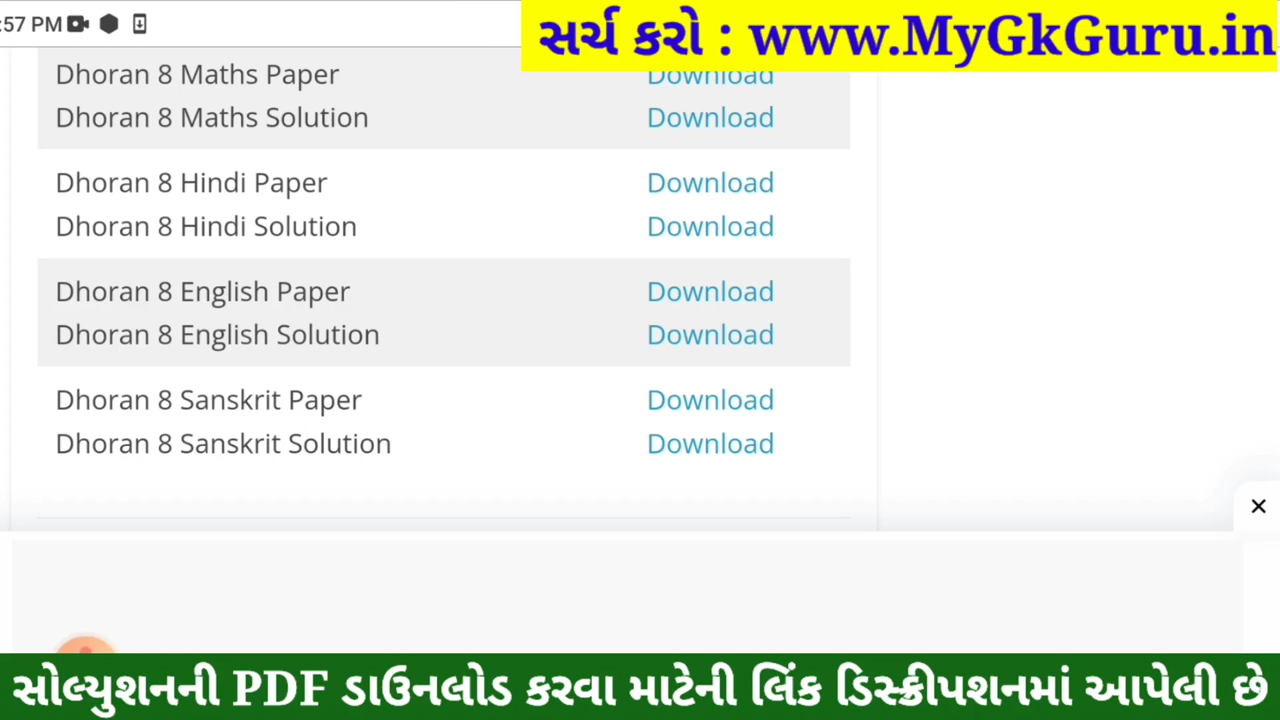 :57 PM
સર્ચ કરો : www.MyGkGuru.in
Dhoran 8 Maths Paper Download
Dhoran 8 Maths Solution Download
Dhoran 8 Hindi Paper Download
Dhoran 8 Hindi Solution Download
Dhoran 8 English Paper Download
Dhoran 8 English Solution Download
Dhoran 8 Sanskrit Paper Download
Dhoran 8 Sanskrit Solution Download
સોલ્યુશનની PDF ડાઉનલોડ કરવા માટેની લિંક ડિસ્ક્રીપશનમાં આપેલી છે